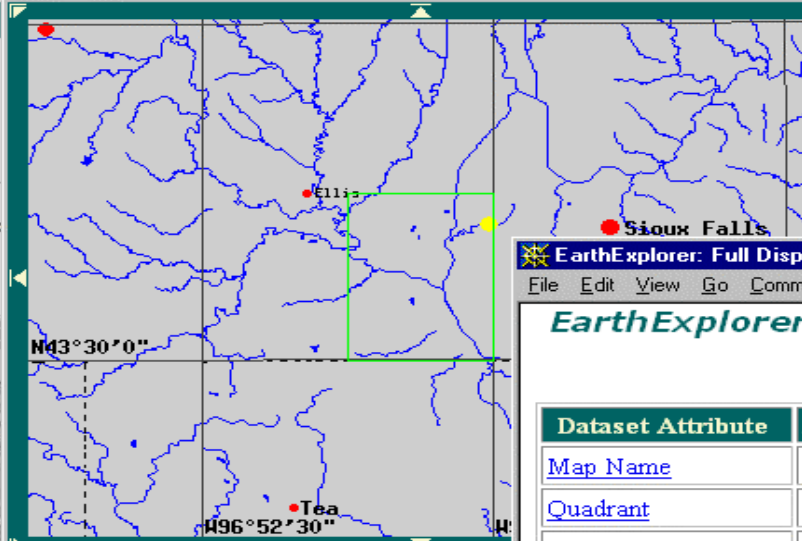 Ellis
Sioux Falls
EarthExplorer: Full Disp
File Edit View Go Comm
EarthExplorer
N43°30'0"
Dataset Attribute
Map Name
Quadrant
Tea
W96°52'30"